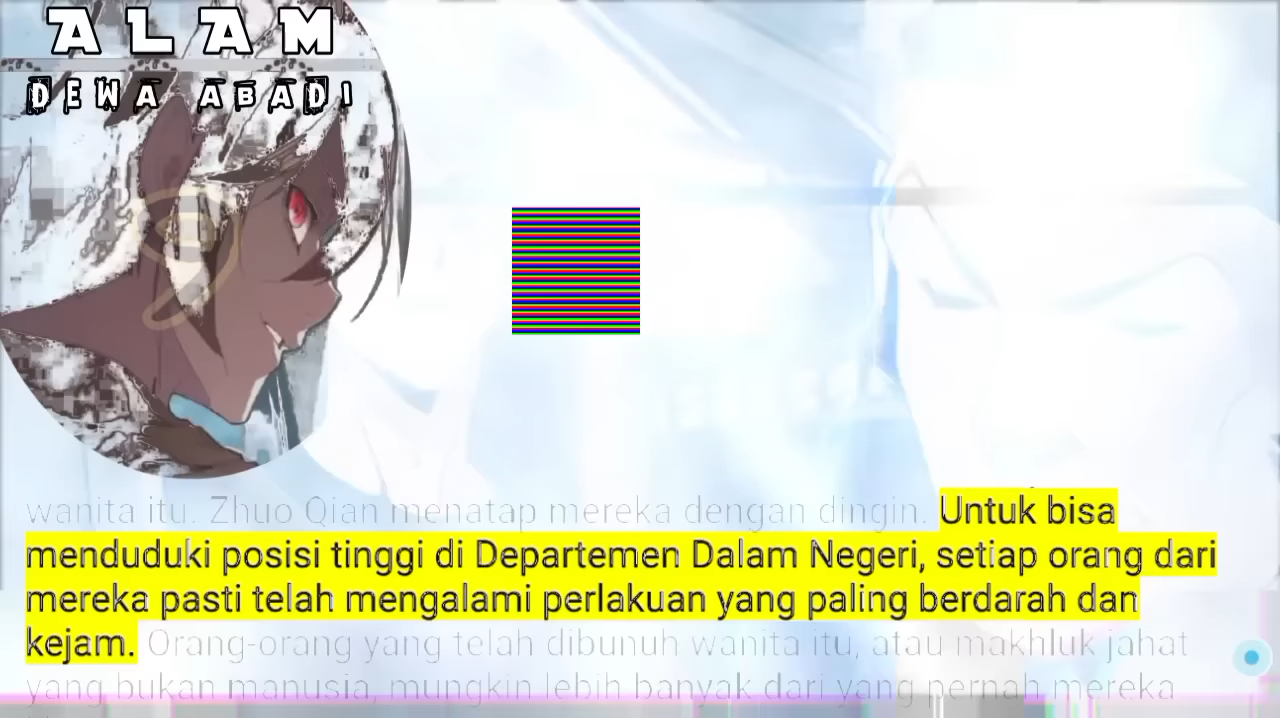 ALAM
DEWA ABADI
wanita itu. Zhuo Qian menatap mereka dengan dingin. Untuk bisa
menduduki posisi tinggi di Departemen Dalam Negeri, setiap orang dari
mereka pasti telah mengalami perlakuan yang paling berdarah dan
kejam. Orang-orang yang telah dibunuh wanita itu, atau makhluk jahat
yang bukan manusia, mungkin lebih banyak dari yang pernah mereka